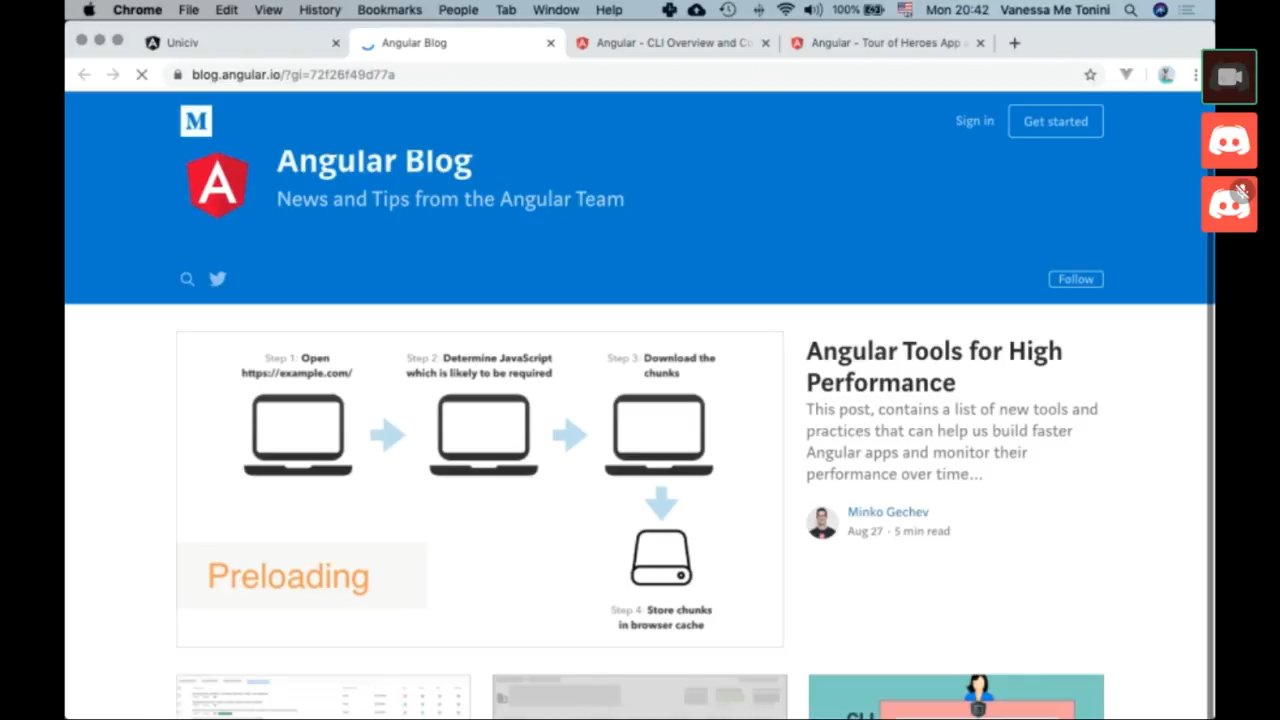 Chrome File Edit View History Bookmarks People Tab Window Help 100% Mon 20:42 Vanessa Me Tonini
Uniciv
Angular Blog
Angular - CLI Overview and Co
Angular - Tour of Heroes App
blog.angular.io/?gi=72f26f49d77a
M
Sign in
Get started
A
Angular Blog
News and Tips from the Angular Team
Follow
Step 1: Open
https://example.com/
Step 2: Determine JavaScript
which is likely to be required
Step 3: Download the
chunks
Preloading
Step 4: Store chunks
in browser cache
Angular Tools for High
Performance
This post, contains a list of new tools and
practices that can help us build faster
Angular apps and monitor their
performance over time...
Minko Gechev
Aug 27 · 5 min read